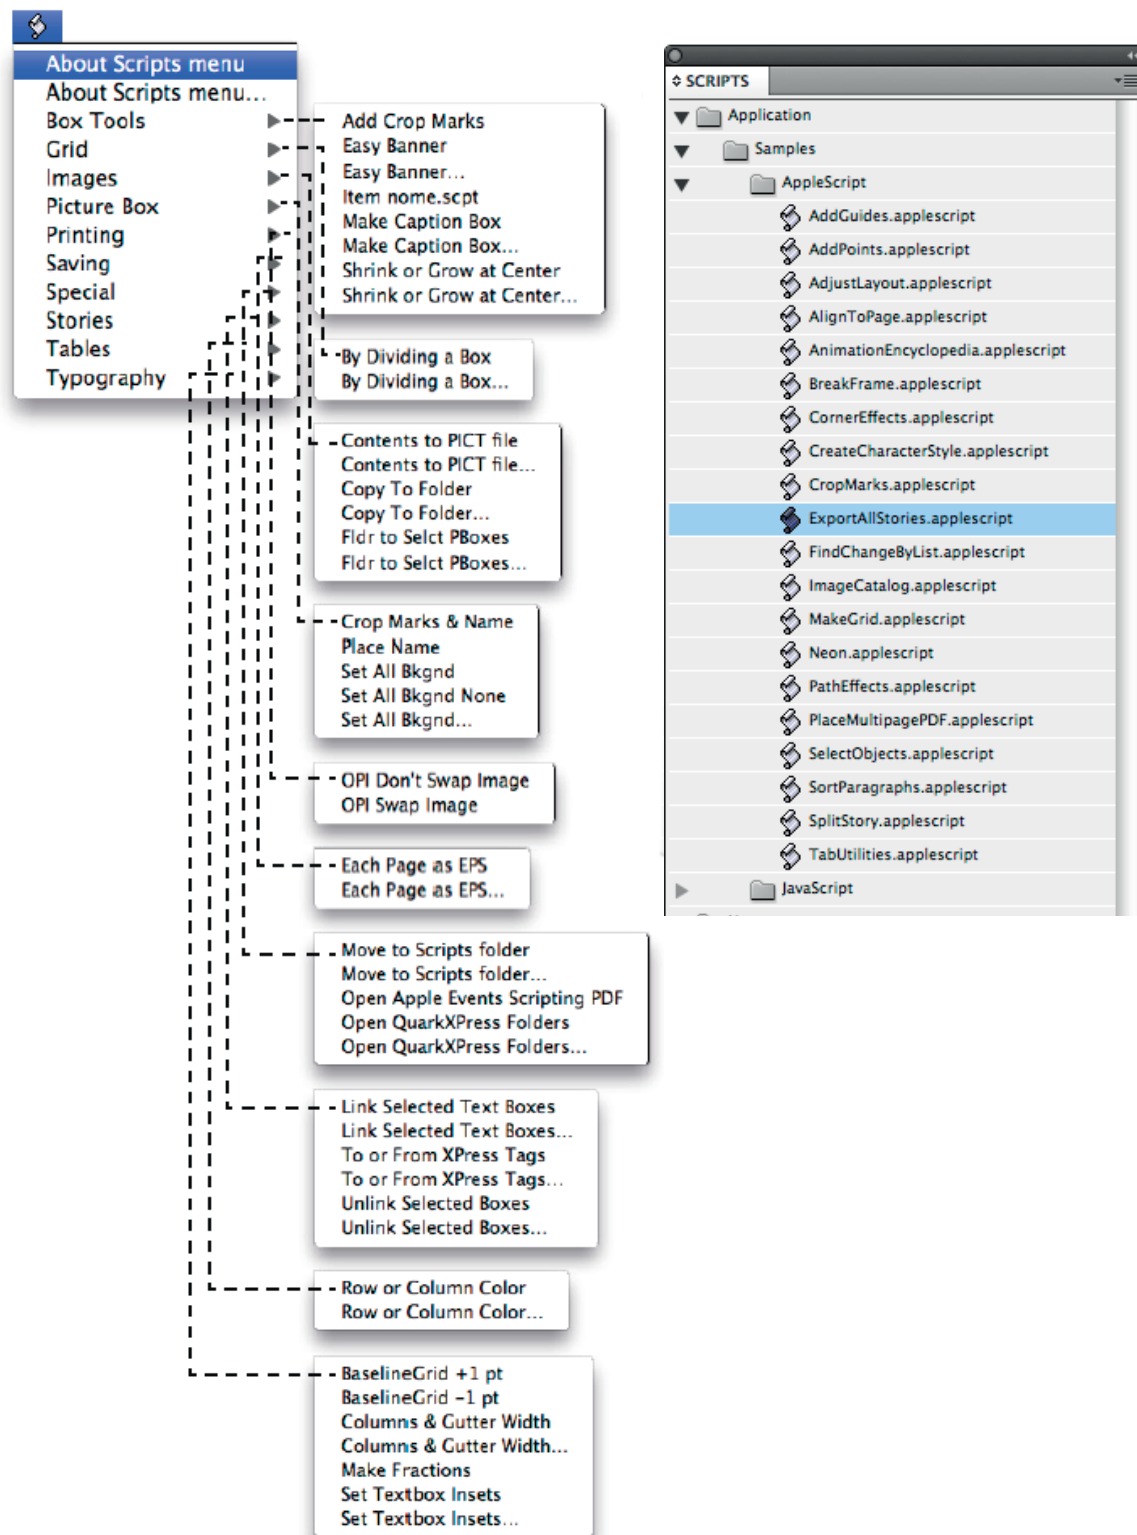 About Scripts menu
About Scripts menu...
Box Tools
Grid
Images
Picture Box
Printing
Saving
Special
Stories
Tables
Typography
Add Crop Marks
Easy Banner
Easy Banner...
Item nome.scpt
Make Caption Box
Make Caption Box...
Shrink or Grow at Center
Shrink or Grow at Center...
By Dividing a Box
By Dividing a Box...
Contents to PICT file
Contents to PICT file...
Copy To Folder
Copy To Folder...
Fldr to Selct PBoxes
Fldr to Selct PBoxes...
Crop Marks & Name
Place Name
Set All Bkgnd
Set All Bkgnd None
Set All Bkgnd...
OPI Don't Swap Image
OPI Swap Image
Each Page as EPS
Each Page as EPS...
Move to Scripts folder
Move to Scripts folder...
Open Apple Events Scripting PDF
Open QuarkXPress Folders
Open QuarkXPress Folders...
Link Selected Text Boxes
Link Selected Text Boxes...
To or From XPress Tags
To or From XPress Tags...
Unlink Selected Boxes
Unlink Selected Boxes...
Row or Column Color
Row or Column Color...
BaselineGrid +1 pt
BaselineGrid -1 pt
Columns & Gutter Width
Columns & Gutter Width...
Make Fractions
Set Textbox Insets
Set Textbox Insets...
SCRIPTS
Application
Samples
AppleScript
AddGuides.applescript
AddPoints.applescript
AdjustLayout.applescript
AlignToPage.applescript
AnimationEncyclopedia.applescript
BreakFrame.applescript
CornerEffects.applescript
CreateCharacterStyle.applescript
CropMarks.applescript
ExportAllStories.applescript
FindChangeByList.applescript
ImageCatalog.applescript
MakeGrid.applescript
Neon.applescript
PathEffects.applescript
PlaceMultipagePDF.applescript
SelectObjects.applescript
SortParagraphs.applescript
SplitStory.applescript
TabUtilities.applescript
JavaScript